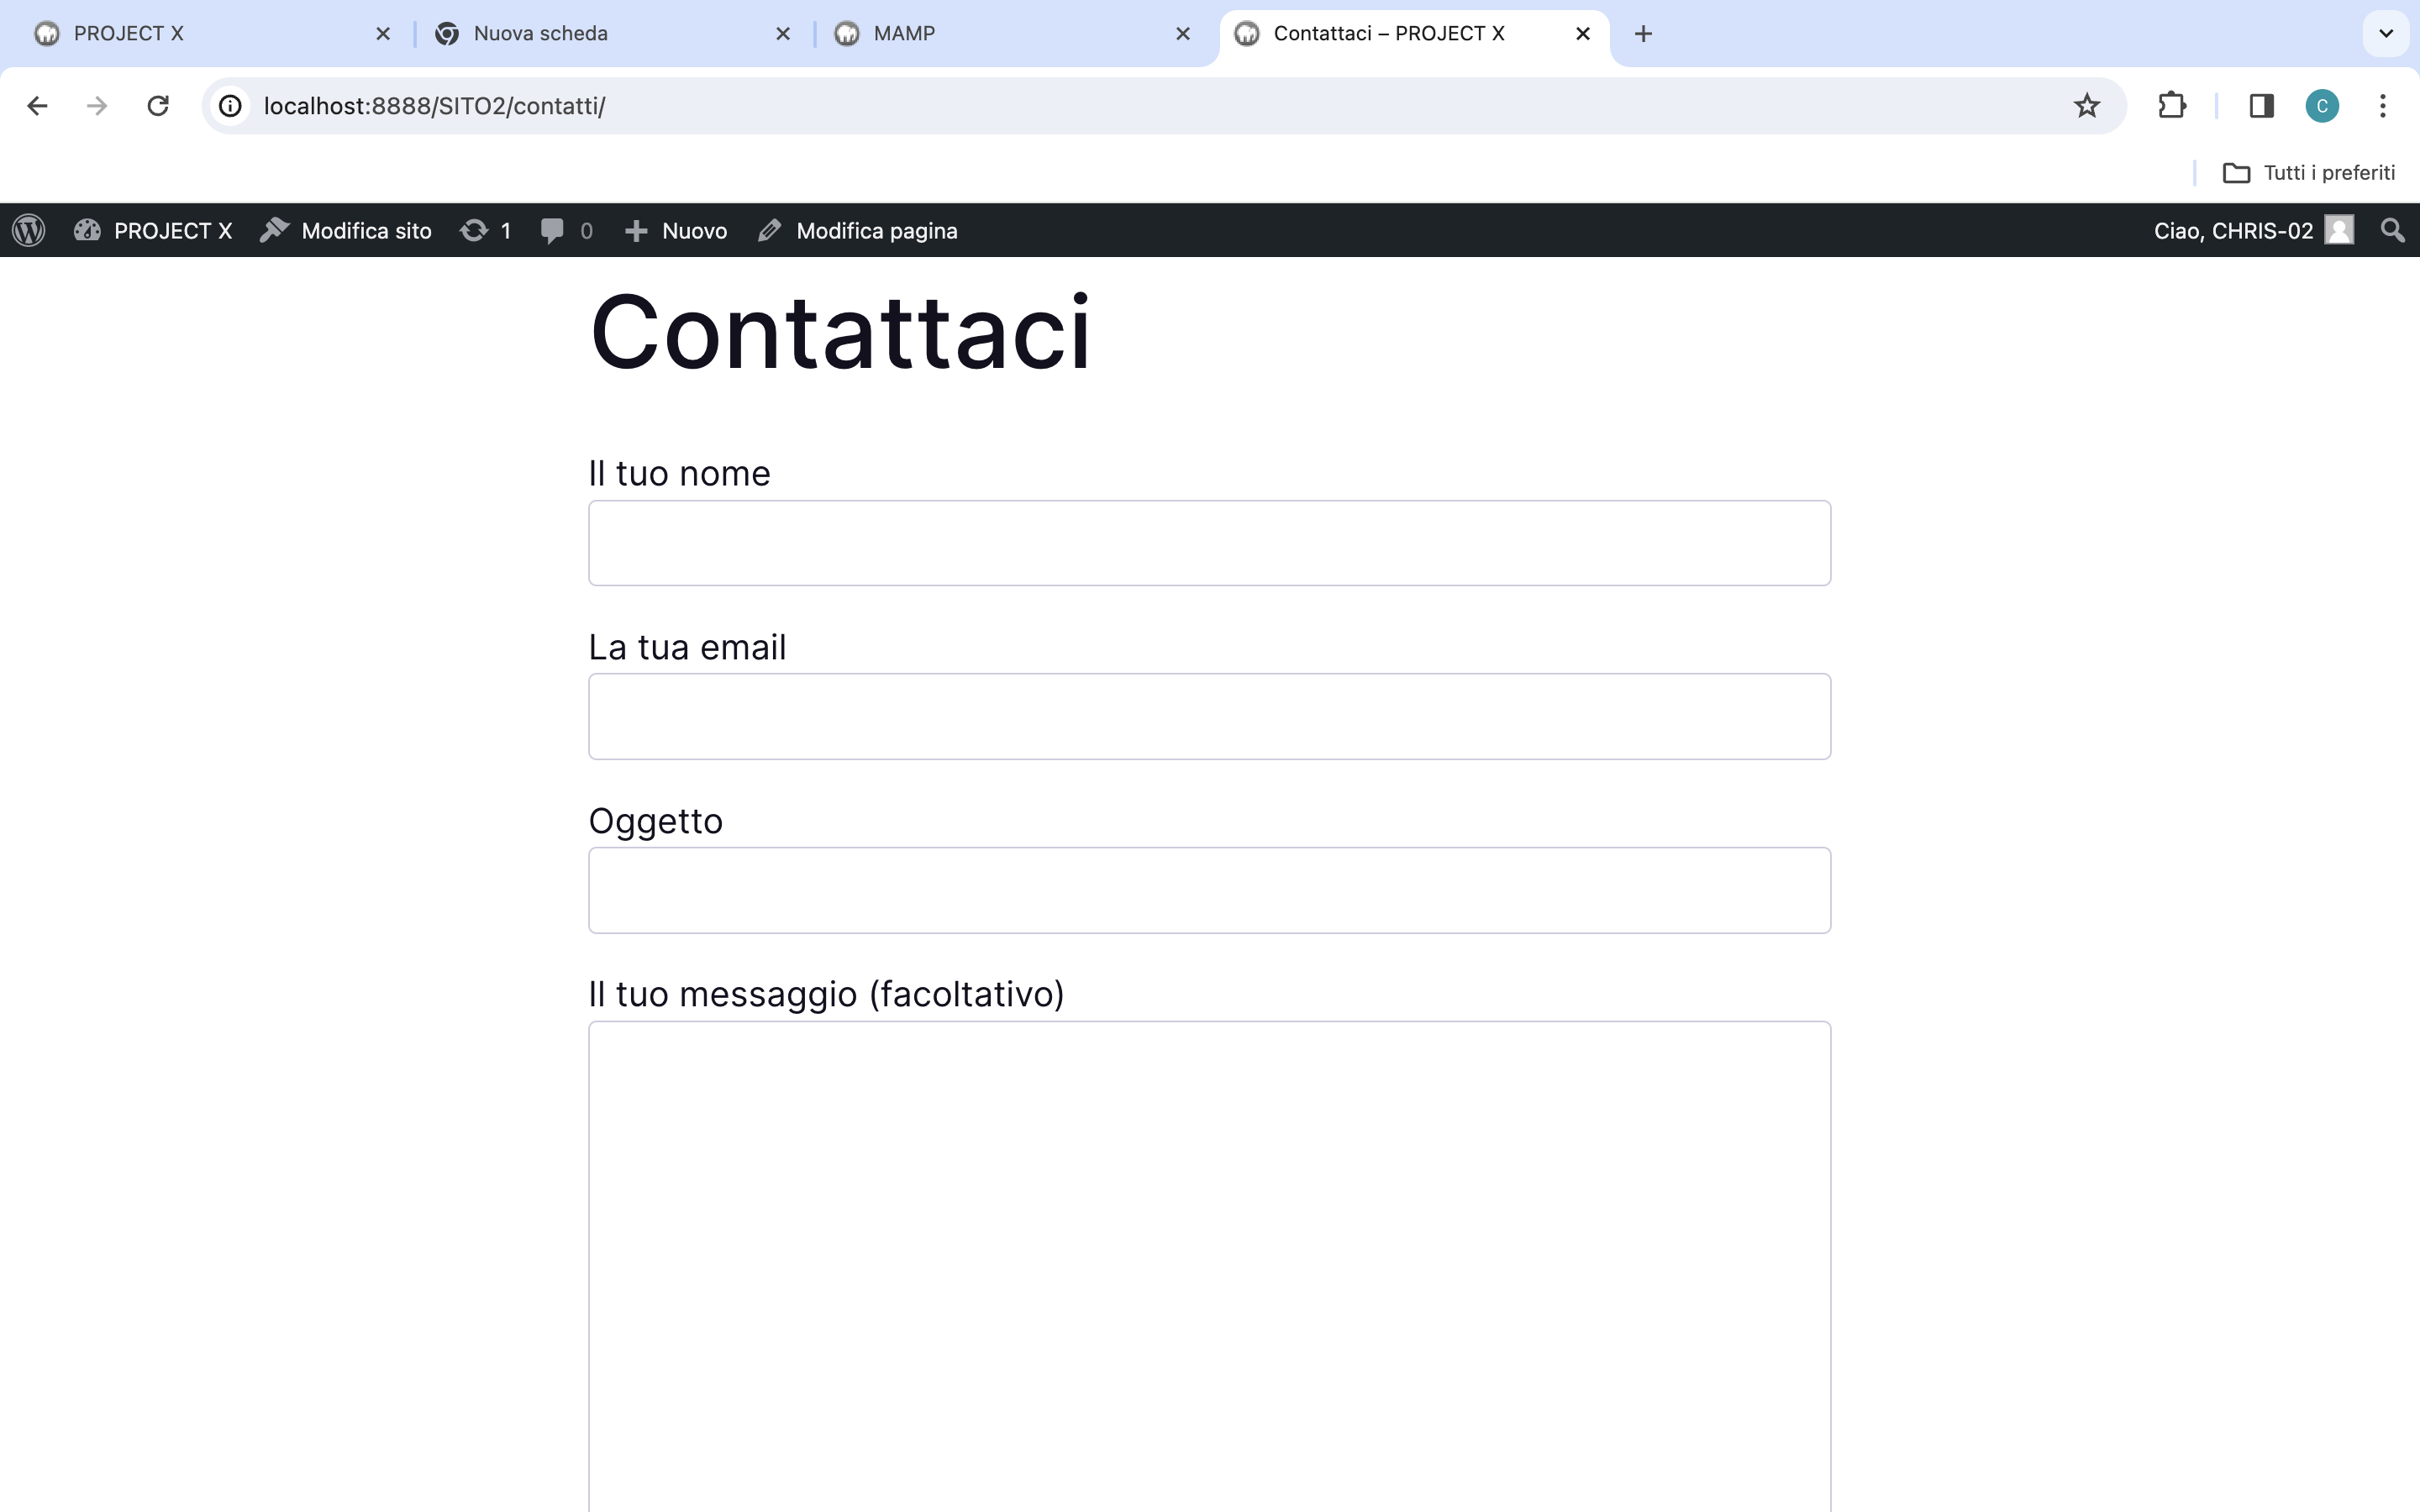 PROJECT X
Nuova scheda
MAMP
Contattaci – PROJECT X
localhost:8888/SITO2/contatti/
C
Tutti i preferiti
PROJECT X
Modifica sito
1
0
Nuovo
Modifica pagina
Ciao, CHRIS-02
Contattaci
Il tuo nome
La tua email
Oggetto
Il tuo messaggio (facoltativo)